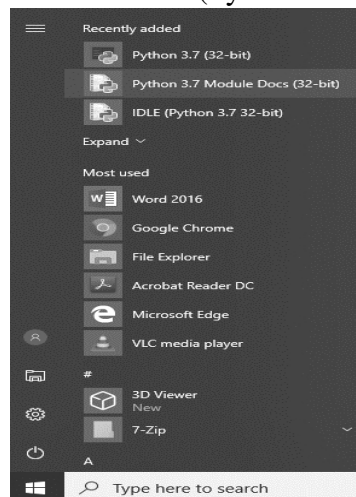 Recently added
Python 3.7 (32-bit)
Python 3.7 Module Docs (32-bit)
IDLE (Python 3.7 32-bit)
Expand
Most used
Word 2016
Google Chrome
File Explorer
Acrobat Reader DC
Microsoft Edge
VLC media player
#
3D Viewer
New
7-Zip
A
Type here to search